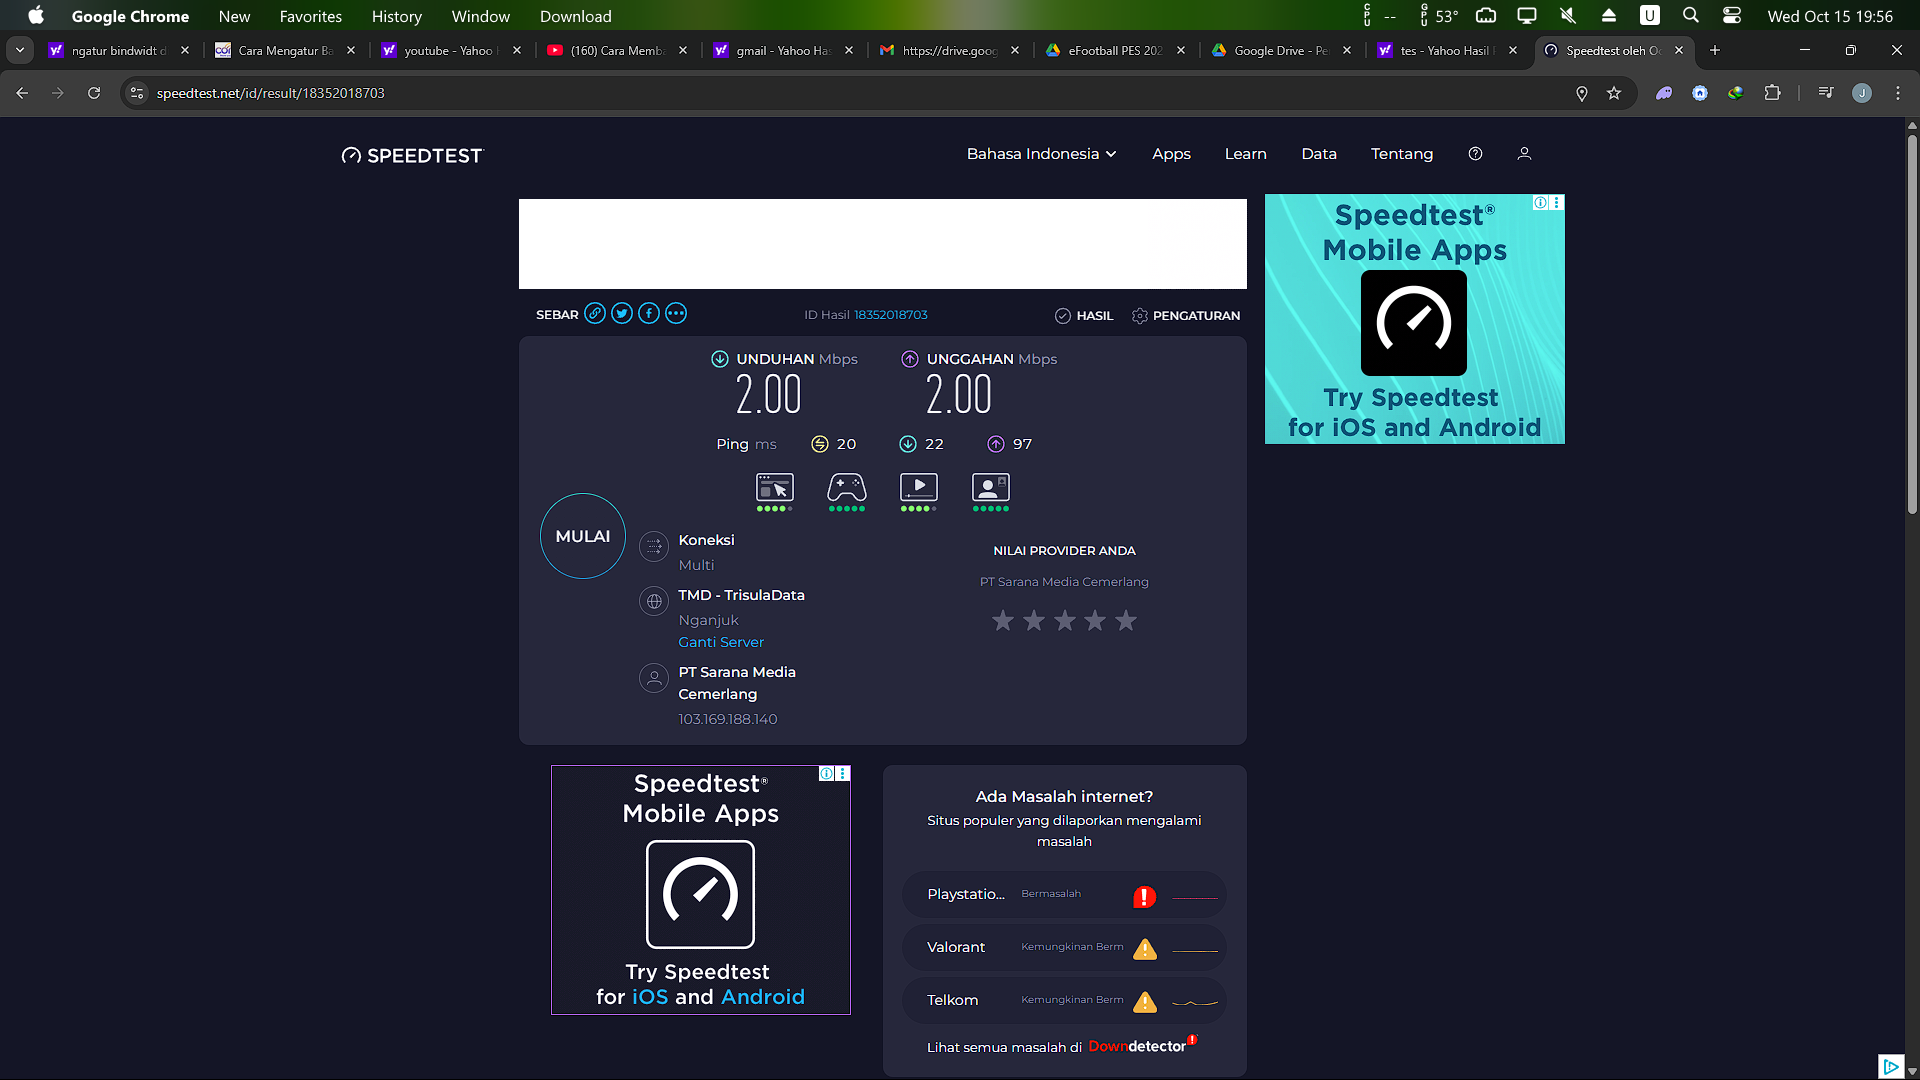 Google Chrome New Favorites History Window Download
CPU -- GPU 53° U Wed Oct 15 19:56
ngatur bindwidt d
Cara Mengatur Ba
youtube - Yahoo H
(160) Cara Memba
gmail - Yahoo Has
https://drive.goog
eFootball PES 202
Google Drive - Pe
tes - Yahoo Hasil P
Speedtest oleh Oo
speedtest.net/id/result/18352018703
J
SPEEDTEST
Bahasa Indonesia Apps Learn Data Tentang
Speedtest®
Mobile Apps
Try Speedtest
for iOS and Android
SEBAR
ID Hasil 18352018703
HASIL PENGATURAN
UNDUHAN Mbps
2.00
UNGGAHAN Mbps
2.00
Ping ms 20 22 97
MULAI
Koneksi
Multi
TMD - TrisulaData
Nganjuk
Ganti Server
PT Sarana Media
Cemerlang
103.169.188.140
NILAI PROVIDER ANDA
PT Sarana Media Cemerlang
Speedtest®
Mobile Apps
Try Speedtest
for iOS and Android
Ada Masalah internet?
Situs populer yang dilaporkan mengalami
masalah
Playstatio... Bermasalah
Valorant Kemungkinan Berm
Telkom Kemungkinan Berm
Lihat semua masalah di Downdetector